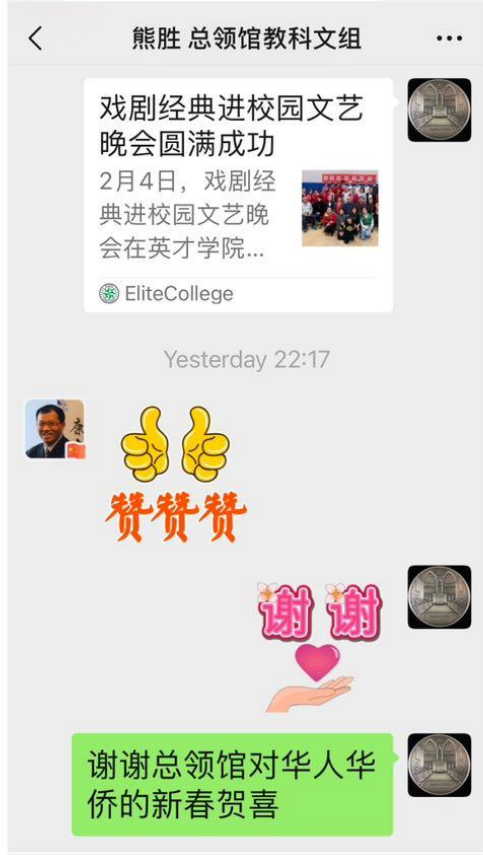 熊胜 总领馆教科文组
戏剧经典进校园文艺
晚会圆满成功
2月4日，戏剧经
典进校园文艺晚
会在英才学院...
EliteCollege
Yesterday 22:17
赞赞赞
谢 谢
谢谢总领馆对华人华
侨的新春贺喜